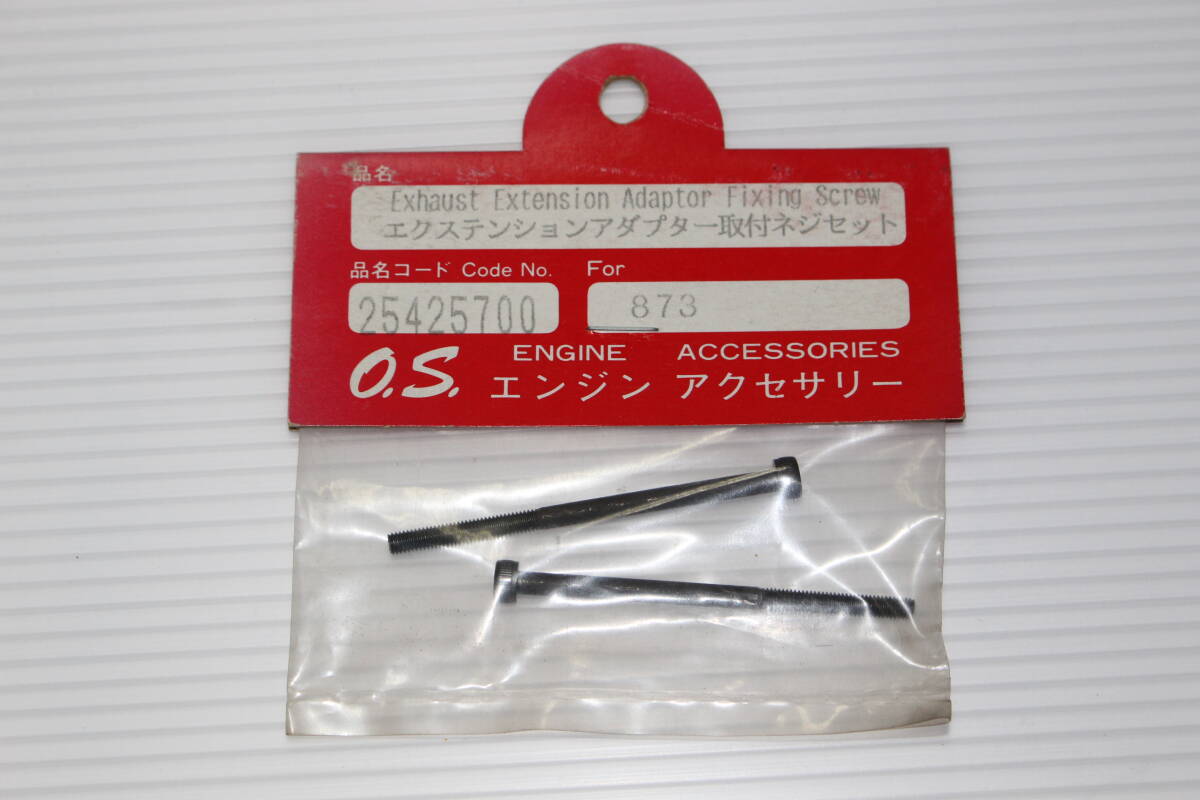 品名
Exhaust Extension Adaptor Fixing Screw
エクステンションアダプター取付ネジセット
品名コード Code No. For
25425700 873
O.S. ENGINE ACCESSORIES
エンジン アクセサリー